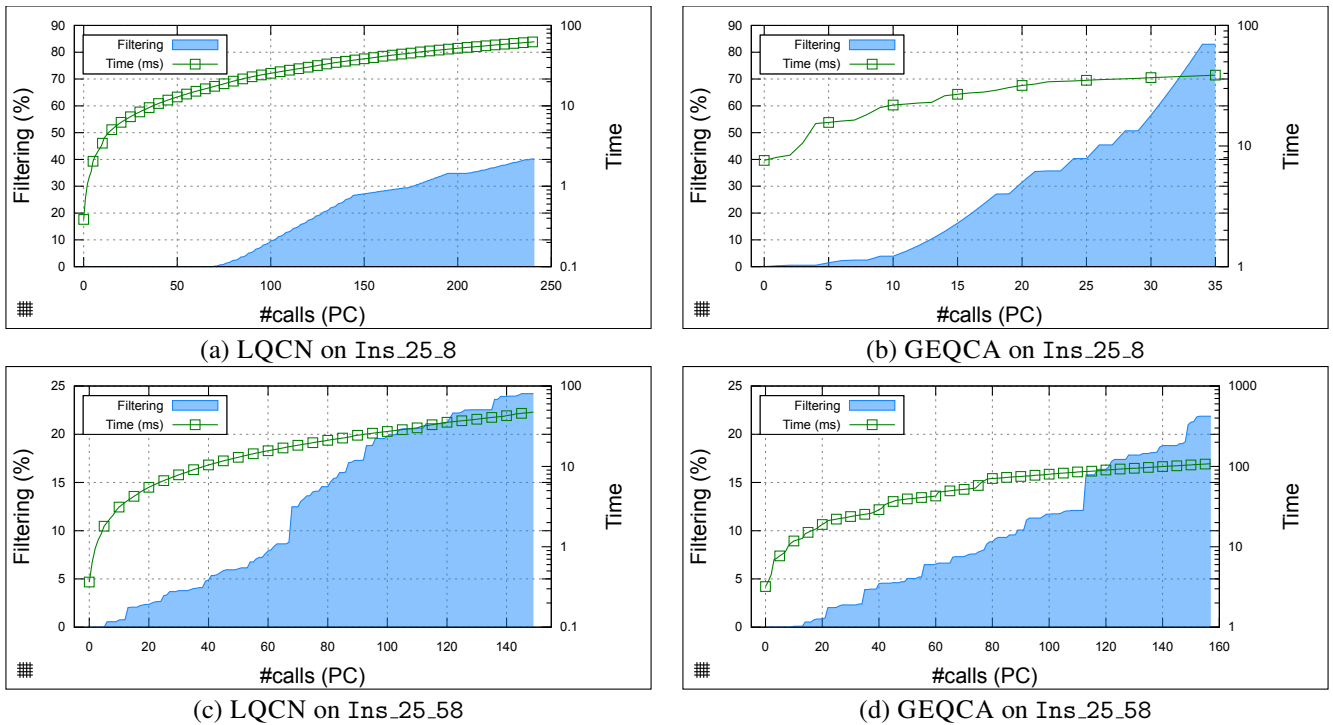 90
80
70
60
50
40
30
20
10
0
Filtering (%)
Filtering
Time (ms)
100
10
1
0.1
Time
0 50 100 150 200 250
#calls (PC)
(a) LQCN on Ins_25_8
90
80
70
60
50
40
30
20
10
0
Filtering (%)
Filtering
Time (ms)
100
10
1
Time
0 5 10 15 20 25 30 35
#calls (PC)
(b) GEQCA on Ins_25_8
25
20
15
10
5
0
Filtering (%)
Filtering
Time (ms)
100
10
1
0.1
Time
0 20 40 60 80 100 120 140
#calls (PC)
(c) LQCN on Ins_25_58
25
20
15
10
5
0
Filtering (%)
Filtering
Time (ms)
1000
100
10
1
Time
0 20 40 60 80 100 120 140 160
#calls (PC)
(d) GEQCA on Ins_25_58